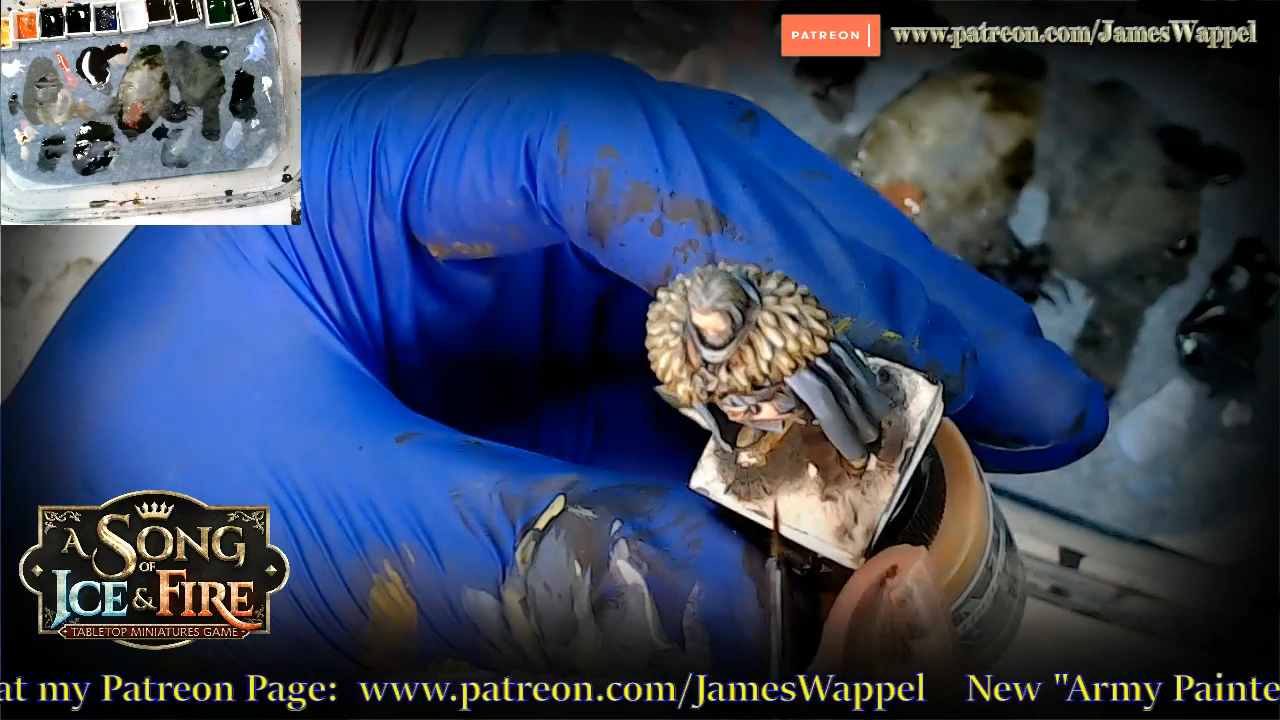 PATREON
www.patreon.com/JamesWappel
A SONG
OF
ICE & FIRE
TABLETOP MINIATURES GAME
at my Patreon Page: www.patreon.com/JamesWappel New "Army Painte